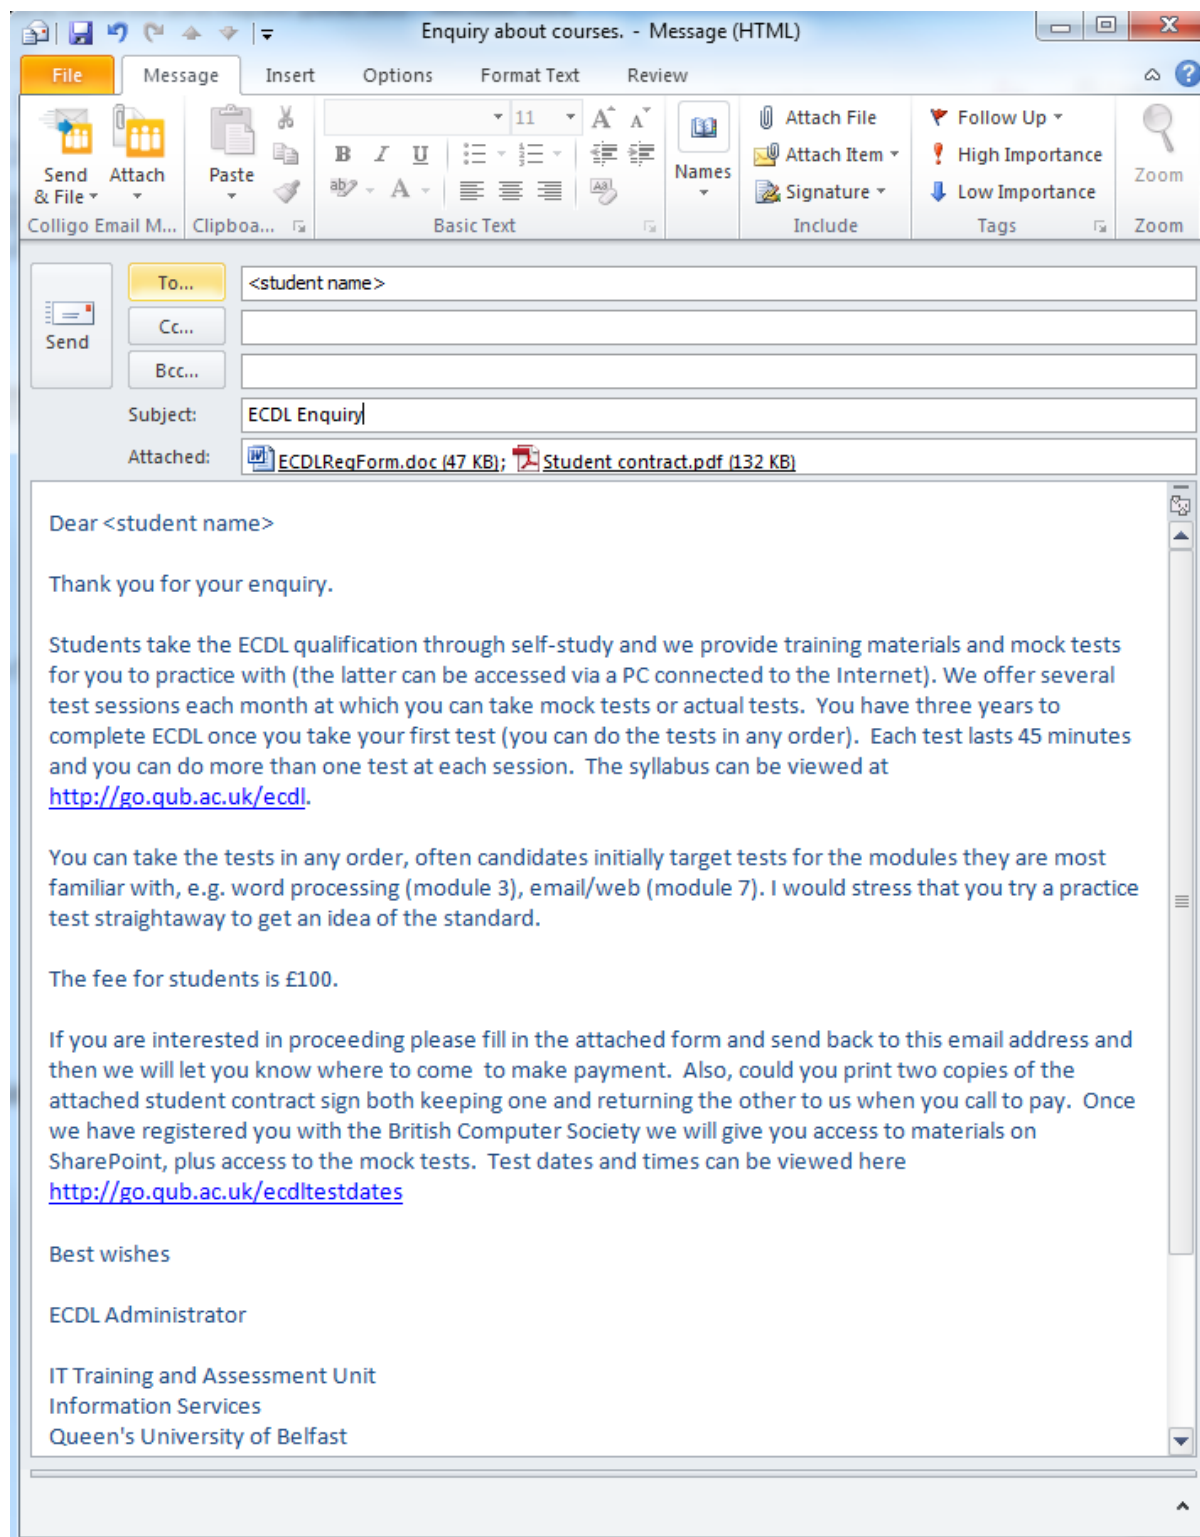 Enquiry about courses. - Message (HTML)
File Message Insert Options Format Text Review
11 A A Attach File Follow Up
B I U Names Attach Item High Importance
Send & File Attach Paste ab A Aa Signature Low Importance Zoom
Colligo Email M... Clipboa... Basic Text Include Tags Zoom
To... <student name>
Send
Cc...
Bcc...
Subject: ECDL Enquiry
Attached: ECDLRegForm.doc (47 KB); Student contract.pdf (132 KB)
Dear <student name>
Thank you for your enquiry.
Students take the ECDL qualification through self-study and we provide training materials and mock tests
for you to practice with (the latter can be accessed via a PC connected to the Internet). We offer several
test sessions each month at which you can take mock tests or actual tests.  You have three years to
complete ECDL once you take your first test (you can do the tests in any order).  Each test lasts 45 minutes
and you can do more than one test at each session.  The syllabus can be viewed at
http://go.qub.ac.uk/ecdl.
You can take the tests in any order, often candidates initially target tests for the modules they are most
familiar with, e.g. word processing (module 3), email/web (module 7). I would stress that you try a practice
test straightaway to get an idea of the standard.
The fee for students is £100.
If you are interested in proceeding please fill in the attached form and send back to this email address and
then we will let you know where to come  to make payment.  Also, could you print two copies of the
attached student contract sign both keeping one and returning the other to us when you call to pay.  Once
we have registered you with the British Computer Society we will give you access to materials on
SharePoint, plus access to the mock tests.  Test dates and times can be viewed here
http://go.qub.ac.uk/ecdltestdates
Best wishes
ECDL Administrator
IT Training and Assessment Unit
Information Services
Queen's University of Belfast